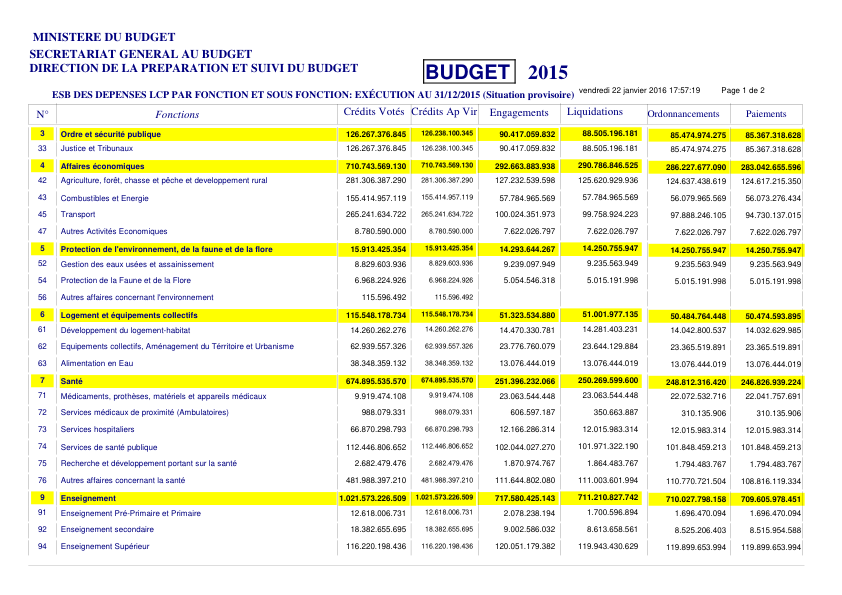 MINISTERE DU BUDGET
SECRETARIAT GENERAL AU BUDGET
DIRECTION DE LA PREPARATION ET SUIVI DU BUDGET
BUDGET 2015
ESB DES DEPENSES LCP PAR FONCTION ET SOUS FONCTION: EXÉCUTION AU 31/12/2015 (Situation provisoire) vendredi 22 janvier 2016 17:57:19 Page 1 de 2
N° Fonctions Crédits Votés Crédits Ap Vir Engagements Liquidations Ordonnancements Paiements
3 Ordre et sécurité publique 126.267.376.845 126.238.100.345 90.417.059.832 88.505.196.181 85.474.974.275 85.367.318.628
33 Justice et Tribunaux 126.267.376.845 126.238.100.345 90.417.059.832 88.505.196.181 85.474.974.275 85.367.318.628
4 Affaires économiques 710.743.569.130 710.743.569.130 292.663.883.938 290.786.846.525 286.227.677.090 283.042.655.596
42 Agriculture, forêt, chasse et pêche et developpement rural 281.306.387.290 281.306.387.290 127.232.539.598 125.620.929.936 124.637.438.619 124.617.215.350
43 Combustibles et Energie 155.414.957.119 155.414.957.119 57.784.965.569 57.784.965.569 56.079.965.569 56.073.276.434
45 Transport 265.241.634.722 265.241.634.722 100.024.351.973 99.758.924.223 97.888.246.105 94.730.137.015
47 Autres Activités Economiques 8.780.590.000 8.780.590.000 7.622.026.797 7.622.026.797 7.622.026.797 7.622.026.797
5 Protection de l'environnement, de la faune et de la flore 15.913.425.354 15.913.425.354 14.293.644.267 14.250.755.947 14.250.755.947 14.250.755.947
52 Gestion des eaux usées et assainissement 8.829.603.936 8.829.603.936 9.239.097.949 9.235.563.949 9.235.563.949 9.235.563.949
54 Protection de la Faune et de la Flore 6.968.224.926 6.968.224.926 5.054.546.318 5.015.191.998 5.015.191.998 5.015.191.998
56 Autres affaires concernant l'environnement 115.596.492 115.596.492
6 Logement et équipements collectifs 115.548.178.734 115.548.178.734 51.323.534.880 51.001.977.135 50.484.764.448 50.474.593.895
61 Développement du logement-habitat 14.260.262.276 14.260.262.276 14.470.330.781 14.281.403.231 14.042.800.537 14.032.629.985
62 Equipements collectifs, Aménagement du Térritoire et Urbanisme 62.939.557.326 62.939.557.326 23.776.760.079 23.644.129.884 23.365.519.891 23.365.519.891
63 Alimentation en Eau 38.348.359.132 38.348.359.132 13.076.444.019 13.076.444.019 13.076.444.019 13.076.444.019
7 Santé 674.895.535.570 674.895.535.570 251.396.232.066 250.269.599.600 248.812.316.420 246.826.939.224
71 Médicaments, prothèses, matériels et appareils médicaux 9.919.474.108 9.919.474.108 23.063.544.448 23.063.544.448 22.072.532.716 22.041.757.691
72 Services médicaux de proximité (Ambulatoires) 988.079.331 988.079.331 606.597.187 350.663.887 310.135.906 310.135.906
73 Services hospitaliers 66.870.298.793 66.870.298.793 12.166.286.314 12.015.983.314 12.015.983.314 12.015.983.314
74 Services de santé publique 112.446.806.652 112.446.806.652 102.044.027.270 101.971.322.190 101.848.459.213 101.848.459.213
75 Recherche et développement portant sur la santé 2.682.479.476 2.682.479.476 1.870.974.767 1.864.483.767 1.794.483.767 1.794.483.767
76 Autres affaires concernant la santé 481.988.397.210 481.988.397.210 111.644.802.080 111.003.601.994 110.770.721.504 108.816.119.334
9 Enseignement 1.021.573.226.509 1.021.573.226.509 717.580.425.143 711.210.827.742 710.027.798.158 709.605.978.451
91 Enseignement Pré-Primaire et Primaire 12.618.006.731 12.618.006.731 2.078.238.194 1.700.596.894 1.696.470.094 1.696.470.094
92 Enseignement secondaire 18.382.655.695 18.382.655.695 9.002.586.032 8.613.658.561 8.525.206.403 8.515.954.588
94 Enseignement Supérieur 116.220.198.436 116.220.198.436 120.051.179.382 119.943.430.629 119.899.653.994 119.899.653.994